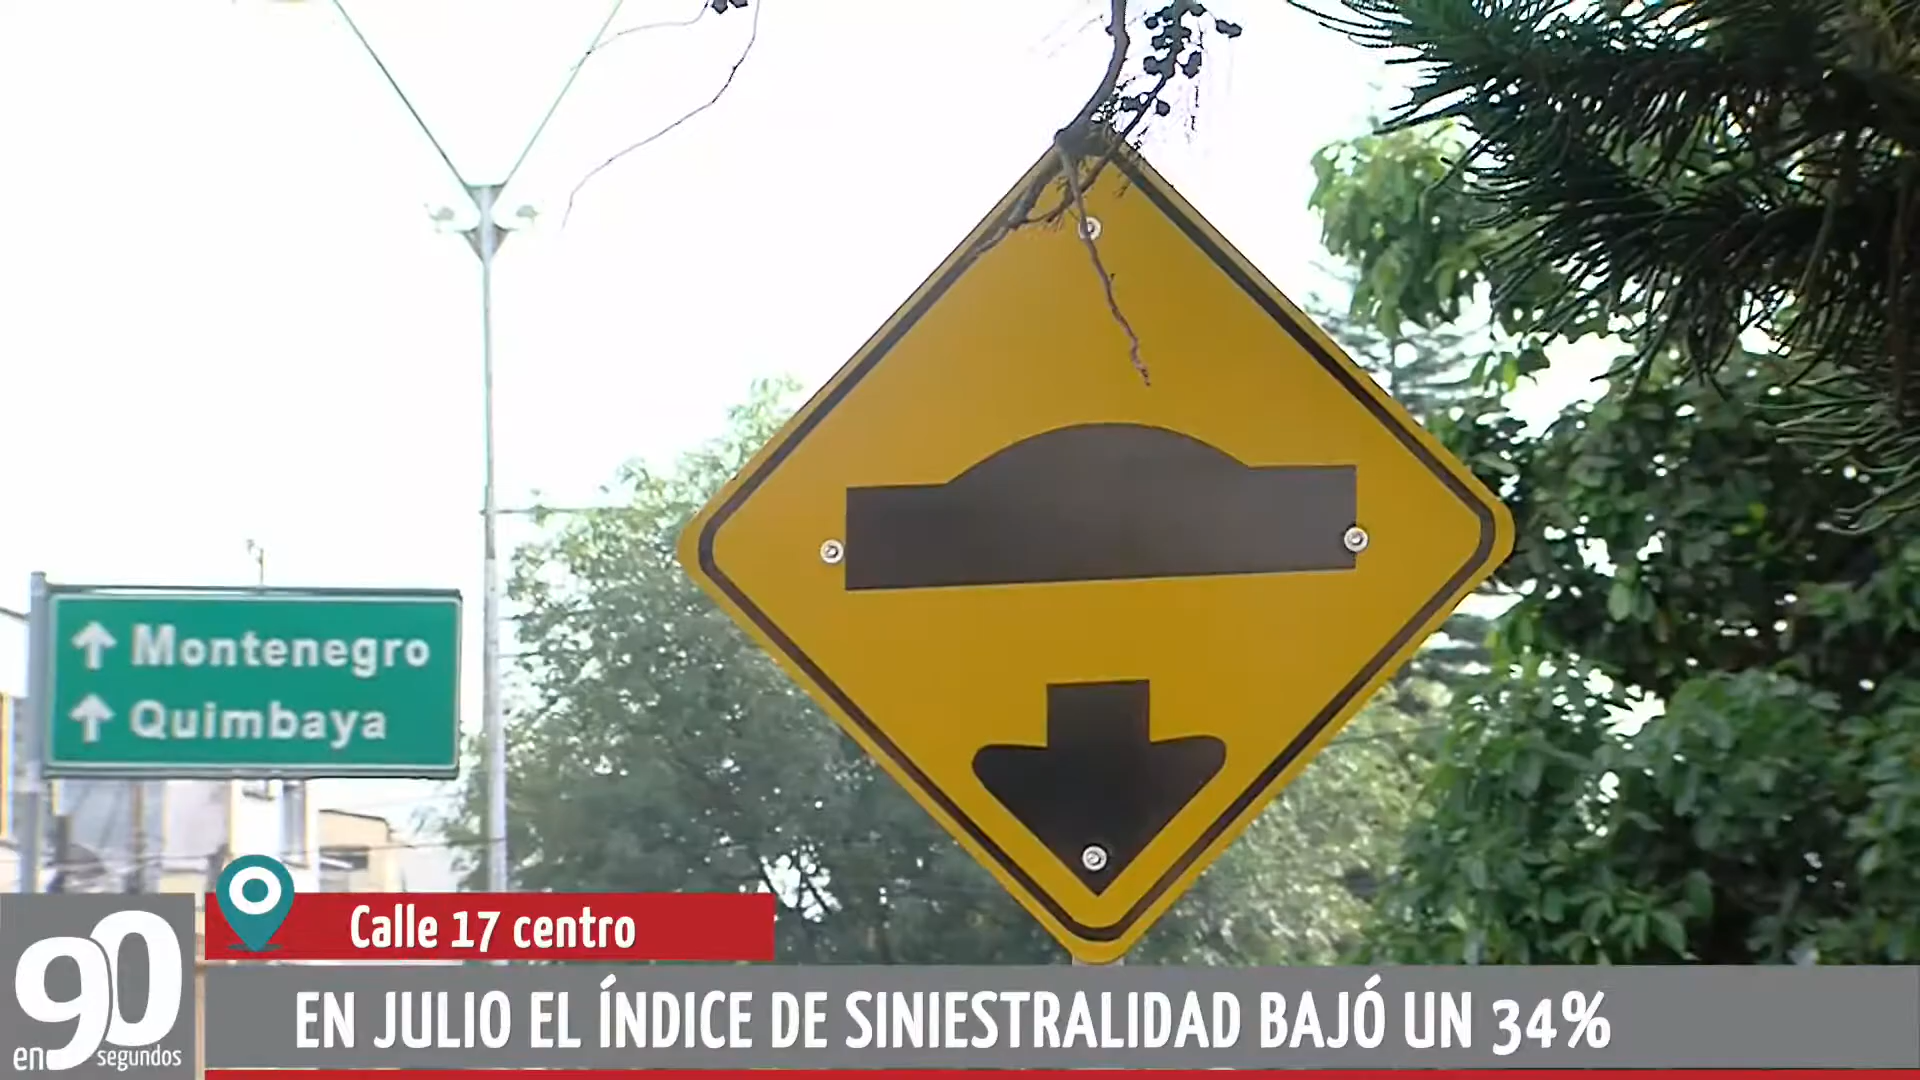 Montenegro
Quimbaya
Calle 17 centro
EN JULIO EL ÍNDICE DE SINIESTRALIDAD BAJÓ UN 34%
90
en segundos